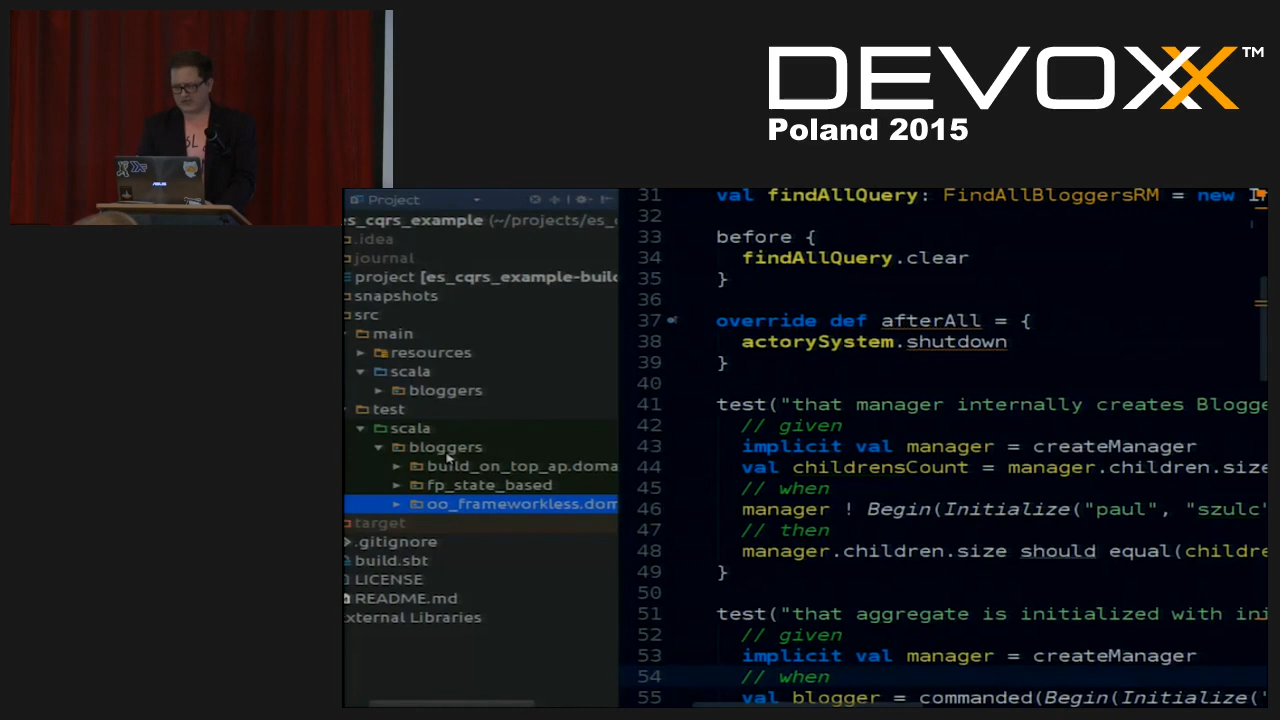 DEVOXX™
Poland 2015
Project
es_cqrs_example (~/projects/es_c
.idea
journal
project [es_cqrs_example-build
snapshots
src
main
resources
scala
bloggers
test
scala
bloggers
build_on_top_ap.doma
fp_state_based
oo_frameworkless.dom
target
.gitignore
build.sbt
LICENSE
README.md
xternal Libraries
31 val findAllQuery: FindAllBloggersRM = new I
32
33 before {
34 findAllQuery.clear
35 }
36
37 override def afterAll = {
38 actorySystem.shutdown
39 }
40
41 test("that manager internally creates Blogge
42 // given
43 implicit val manager = createManager
44 val childrensCount = manager.children.size
45 // when
46 manager ! Begin(Initialize("paul", "szulc"
47 // then
48 manager.children.size should equal(childre
49 }
50
51 test("that aggregate is initialized with ini
52 // given
53 implicit val manager = createManager
54 // when
55 val blogger = commanded(Begin(Initialize("